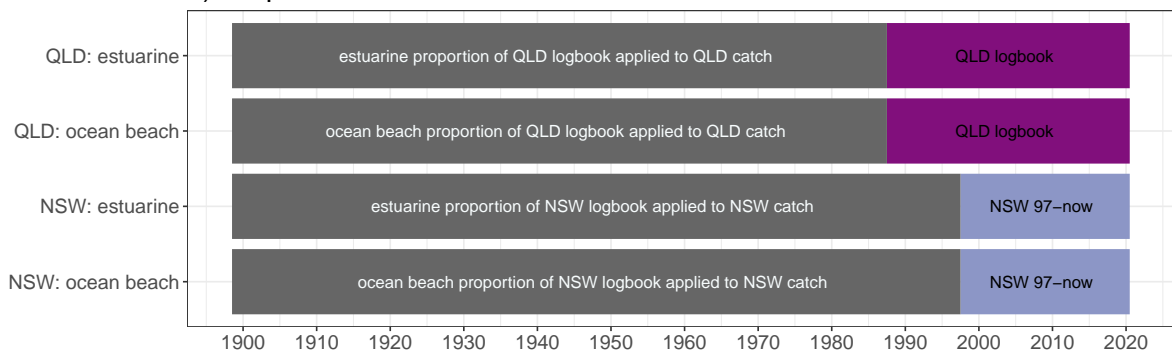 QLD: estuarine
estuarine proportion of QLD logbook applied to QLD catch
QLD logbook
QLD: ocean beach
ocean beach proportion of QLD logbook applied to QLD catch
QLD logbook
NSW: estuarine
estuarine proportion of NSW logbook applied to NSW catch
NSW 97–now
NSW: ocean beach
ocean beach proportion of NSW logbook applied to NSW catch
NSW 97–now
1900 1910 1920 1930 1940 1950 1960 1970 1980 1990 2000 2010 2020